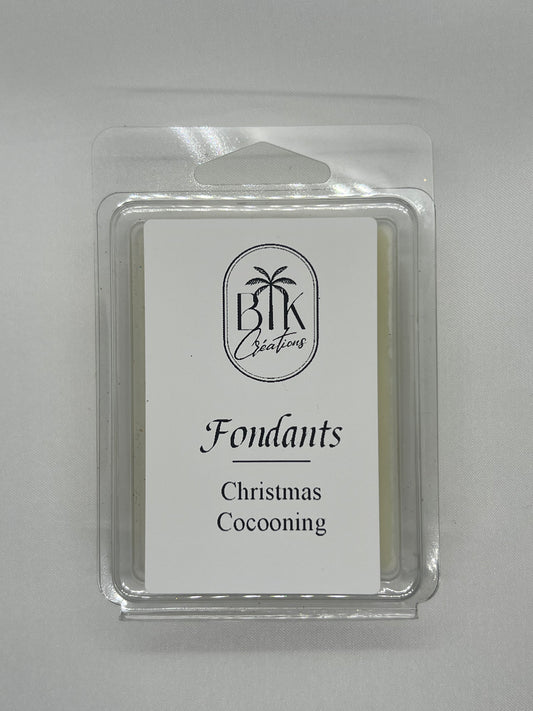 BK
Créations
Fondants
Christmas
Cocooning